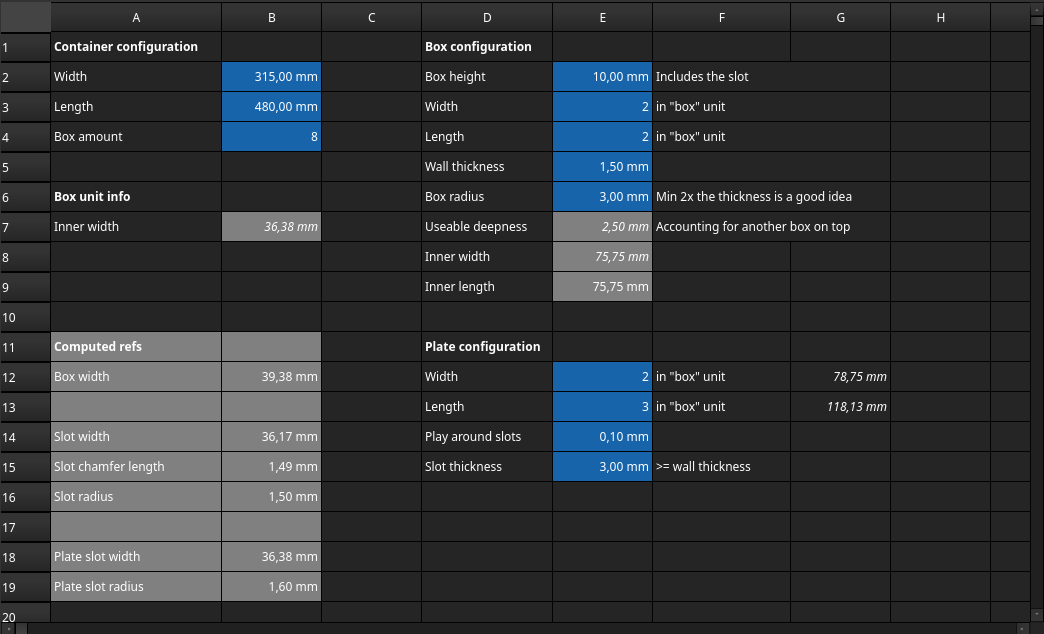 A B C D E F G H
1 Container configuration Box configuration
2 Width 315,00 mm Box height 10,00 mm Includes the slot
3 Length 480,00 mm Width 2 in "box" unit
4 Box amount 8 Length 2 in "box" unit
5 Wall thickness 1,50 mm
6 Box unit info Box radius 3,00 mm Min 2x the thickness is a good idea
7 Inner width 36,38 mm Useable deepness 2,50 mm Accounting for another box on top
8 Inner width 75,75 mm
9 Inner length 75,75 mm
10
11 Computed refs Plate configuration
12 Box width 39,38 mm Width 2 in "box" unit 78,75 mm
13 Length 3 in "box" unit 118,13 mm
14 Slot width 36,17 mm Play around slots 0,10 mm
15 Slot chamfer length 1,49 mm Slot thickness 3,00 mm >= wall thickness
16 Slot radius 1,50 mm
17
18 Plate slot width 36,38 mm
19 Plate slot radius 1,60 mm
20